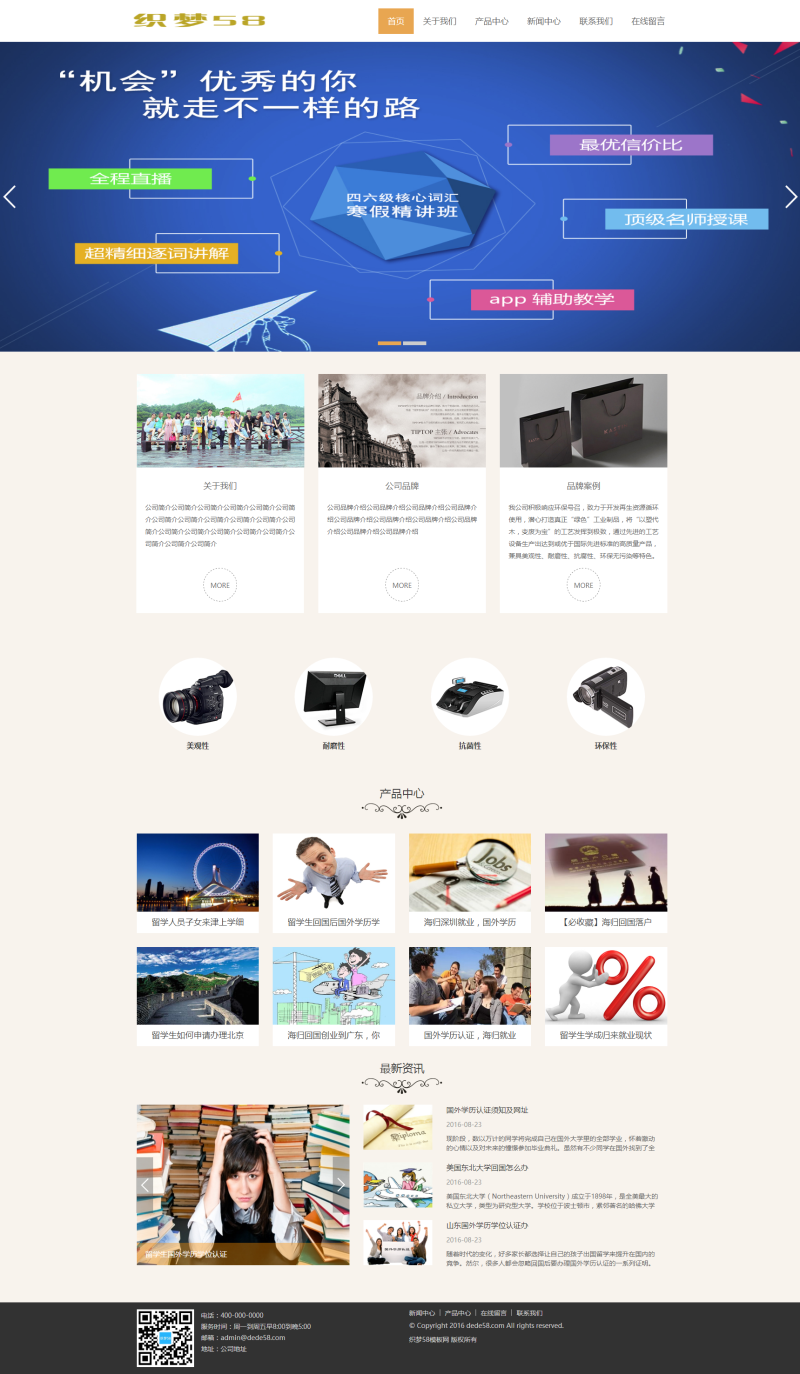 织梦58
首页 关于我们 产品中心 新闻中心 联系我们 在线留言
“机会”优秀的你
就走不一样的路
最优信价比
全程直播
四六级核心词汇
寒假精讲班
顶级名师授课
超精细逐词讲解
app 辅助教学
品牌介绍 / Introduction
TIPTOP 主张 / Advocates
关于我们
公司简介公司简介公司简介公司简介公司简介公司简
介公司简介公司简介公司简介公司简介公司简介公司
简介公司简介公司简介公司简介公司简介公司简介公
司简介公司简介公司简介
MORE
公司品牌
公司品牌介绍公司品牌介绍公司品牌介绍公司品牌介
绍公司品牌介绍公司品牌介绍公司品牌介绍公司品牌
介绍公司品牌介绍公司品牌介绍
MORE
品牌案例
我公司积极响应环保号召，致力于开发再生资源循环
使用，潜心打造真正“绿色”工业制品，将“以塑代
木，变废为宝”的工艺发挥到极致，通过先进的工艺
设备生产出达到或优于国际先进标准的高质量产品，
兼具美观性、耐磨性、抗腐性、环保无污染等特色。
MORE
美观性 耐磨性 抗菌性 环保性
产品中心
Jobs
留学人员子女来津上学细 留学生回国后国外学历学 海归深圳就业，国外学历 【必收藏】海归回国落户
留学生如何申请办理北京 海归回国创业到广东，你 国外学历认证，海归就业 留学生学成归来就业现状
最新资讯
留学生国外学历学位认证
国外学历认证须知及网址
2016-08-23
现阶段，数以万计的同学将完成自己在国外大学里的全部学业，怀着激动
的心情以及对未来的憧憬参加毕业典礼。虽然有不少同学在国外找到了全
美国东北大学回国怎么办
2016-08-23
美国东北大学（Northeastern University）成立于1898年，是全美最大的
私立大学，类型为研究型大学。学校位于波士顿市，紧邻著名的哈佛大学
山东国外学历学位认证办
2016-08-23
随着时代的变化，好多家长都选择让自己的孩子出国留学来提升在国内的
竞争。然尔，很多人都会忽略回国后要办理国外学历认证的一系列证明。
电话：400-000-0000
服务时间：周一到周五早8:00到晚5:00
邮箱：admin@dede58.com
地址：公司地址
新闻中心 | 产品中心 | 在线留言 | 联系我们
© Copyright 2016 dede58.com All rights reserved.
织梦58模板网 版权所有